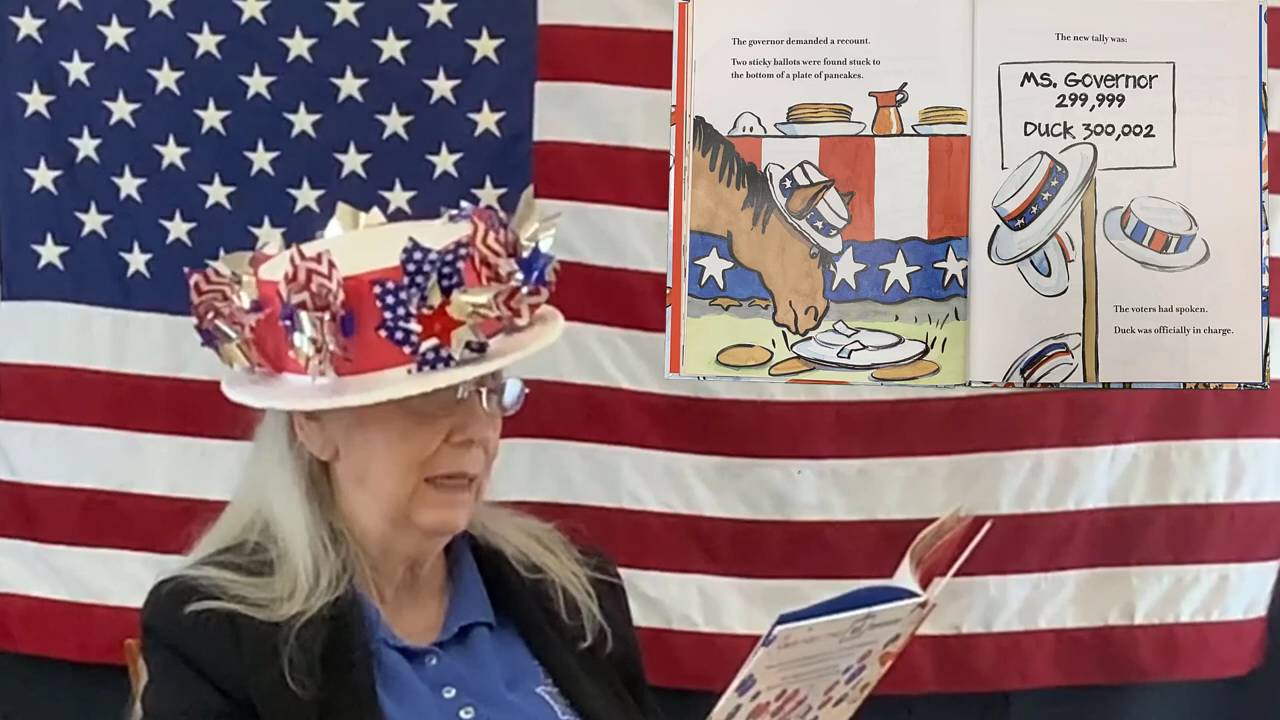 The governor demanded a recount.
Two sticky ballots were found stuck to
the bottom of a plate of pancakes.
The new tally was:
Ms. Governor
299,999
Duck 300,002
The voters had spoken.
Duck was officially in charge.